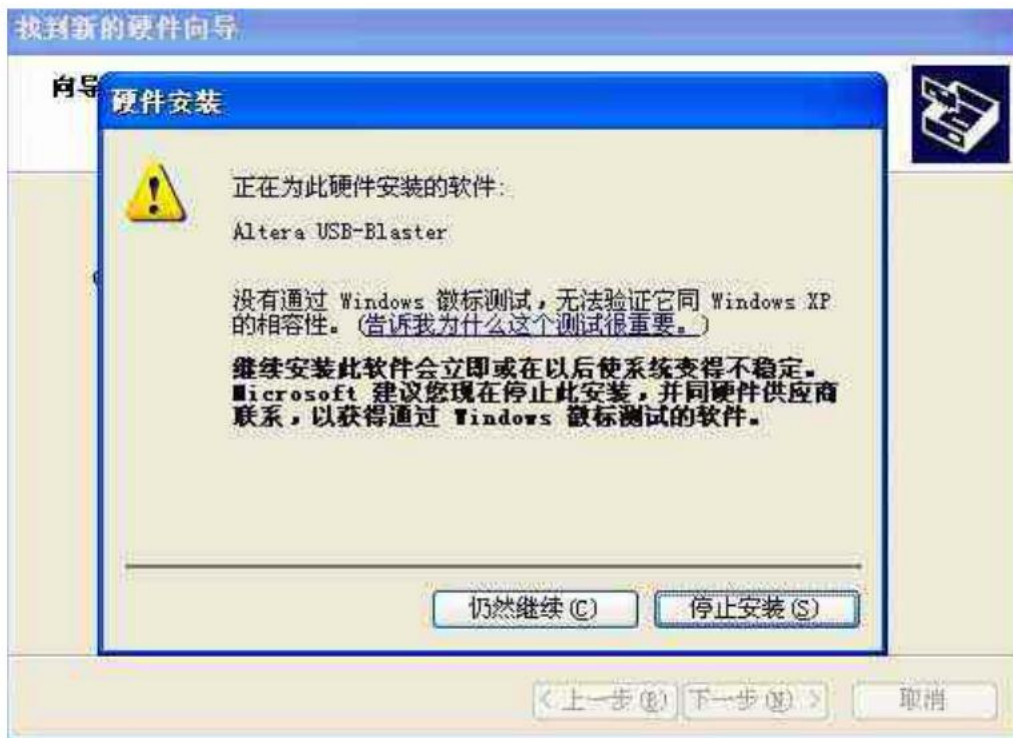 找到新的硬件向导
向导
硬件安装
正在为此硬件安装的软件:
Altera USB-Blaster
没有通过 Windows 徽标测试，无法验证它同 Windows XP
的相容性。(告诉我为什么这个测试很重要。)
继续安装此软件会立即或在以后使系统变得不稳定。
Microsoft 建议您现在停止此安装，并同硬件供应商
联系，以获得通过 Windows 徽标测试的软件。
仍然继续(C) 停止安装(S)
< 上一步(B) 下一步(N) > 取消